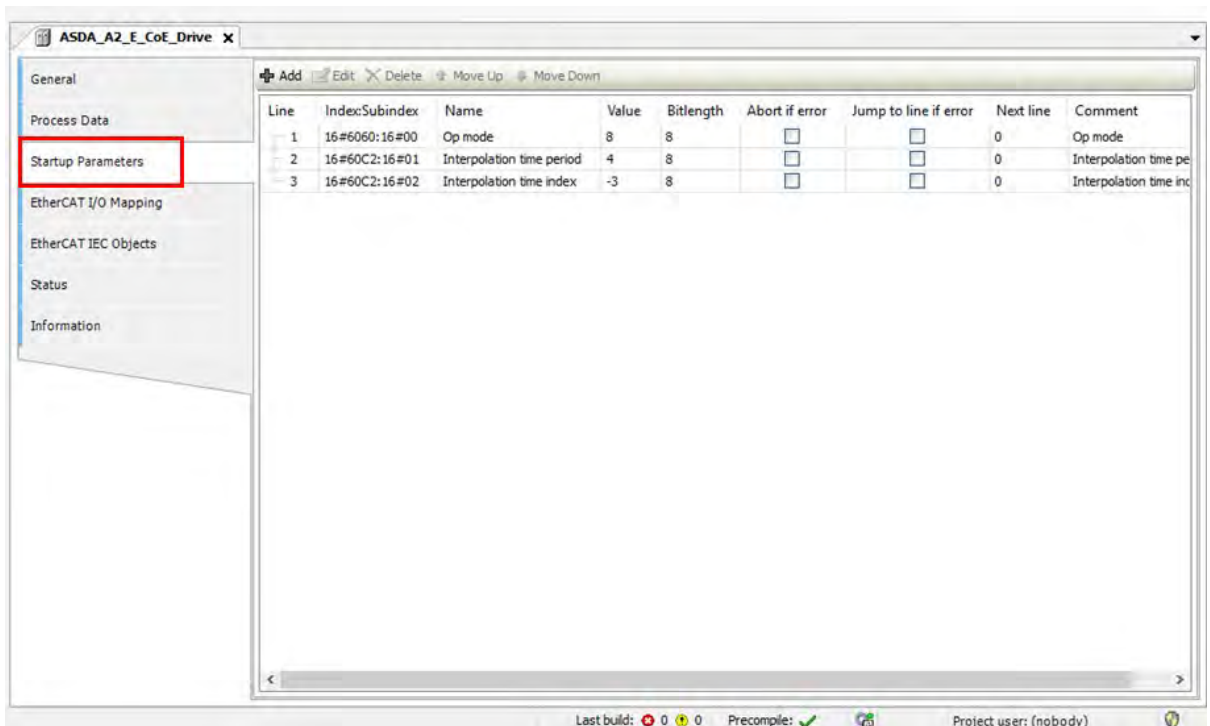 ASDA_A2_E_CoE_Drive X
General
Process Data
Startup Parameters
EtherCAT I/O Mapping
EtherCAT IEC Objects
Status
Information
Add Edit Delete Move Up Move Down
Line Index:Subindex Name Value Bitlength Abort if error Jump to line if error Next line Comment
1 16#6060:16#00 Op mode 8 8 0 Op mode
2 16#60C2:16#01 Interpolation time period 4 8 0 Interpolation time pe
3 16#60C2:16#02 Interpolation time index -3 8 0 Interpolation time ind
Last build: 0 0 Precompile: Project user: (nobody)